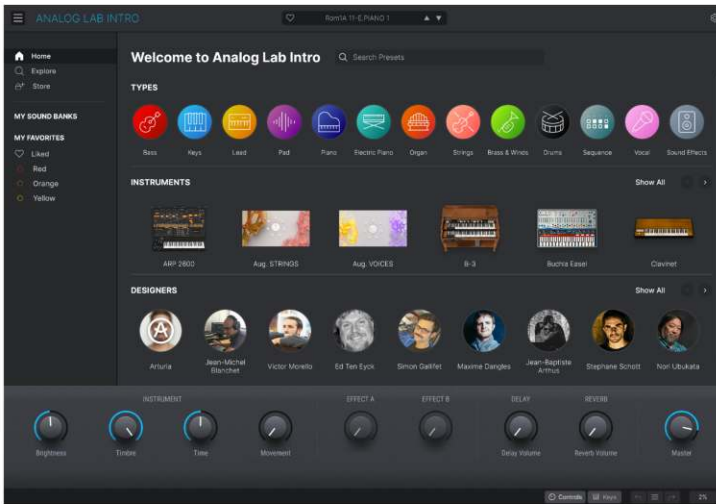 ANALOG LAB INTRO
Rom1A 11-E.PIANO 1
Home
Explore
Store
MY SOUND BANKS
MY FAVORITES
Liked
Red
Orange
Yellow
Welcome to Analog Lab Intro
Search Presets
TYPES
Bass Keys Lead Pad Piano Electric Piano Organ Strings Brass & Winds Drums Sequence Vocal Sound Effects
INSTRUMENTS Show All
ARP 2600 Aug. STRINGS Aug. VOICES B-3 Buchla Easel Clavinet
DESIGNERS Show All
Arturia Jean-Michel Blanchet Victor Morello Ed Ten Eyck Simon Gallifet Maxime Dangles Jean-Baptiste Arthus Stephane Schott Nori Ubukata
INSTRUMENT EFFECT A EFFECT B DELAY REVERB
Brightness Timbre Time Movement Delay Volume Reverb Volume Master
Controls Keys 2%